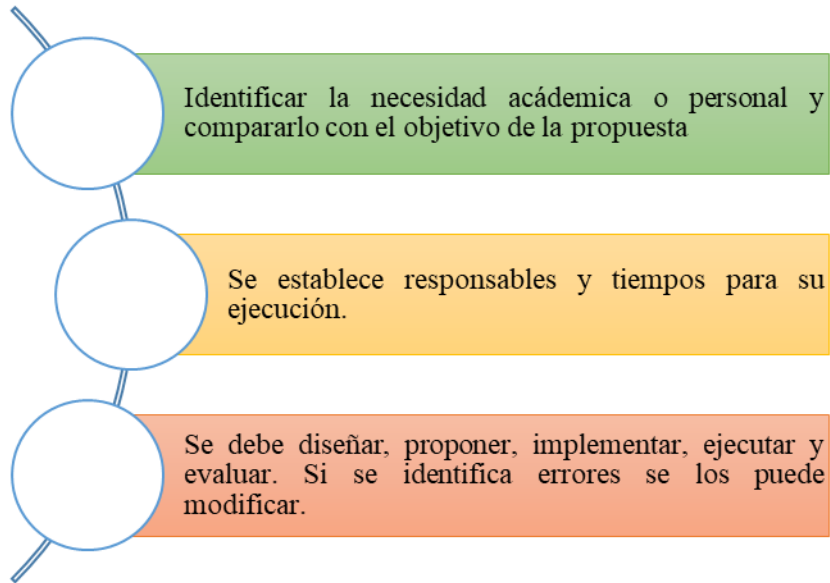 Identificar la necesidad acádemica o personal y
compararlo con el objetivo de la propuesta
Se establece responsables y tiempos para su
ejecución.
Se debe diseñar, proponer, implementar, ejecutar y
evaluar. Si se identifica errores se los puede
modificar.